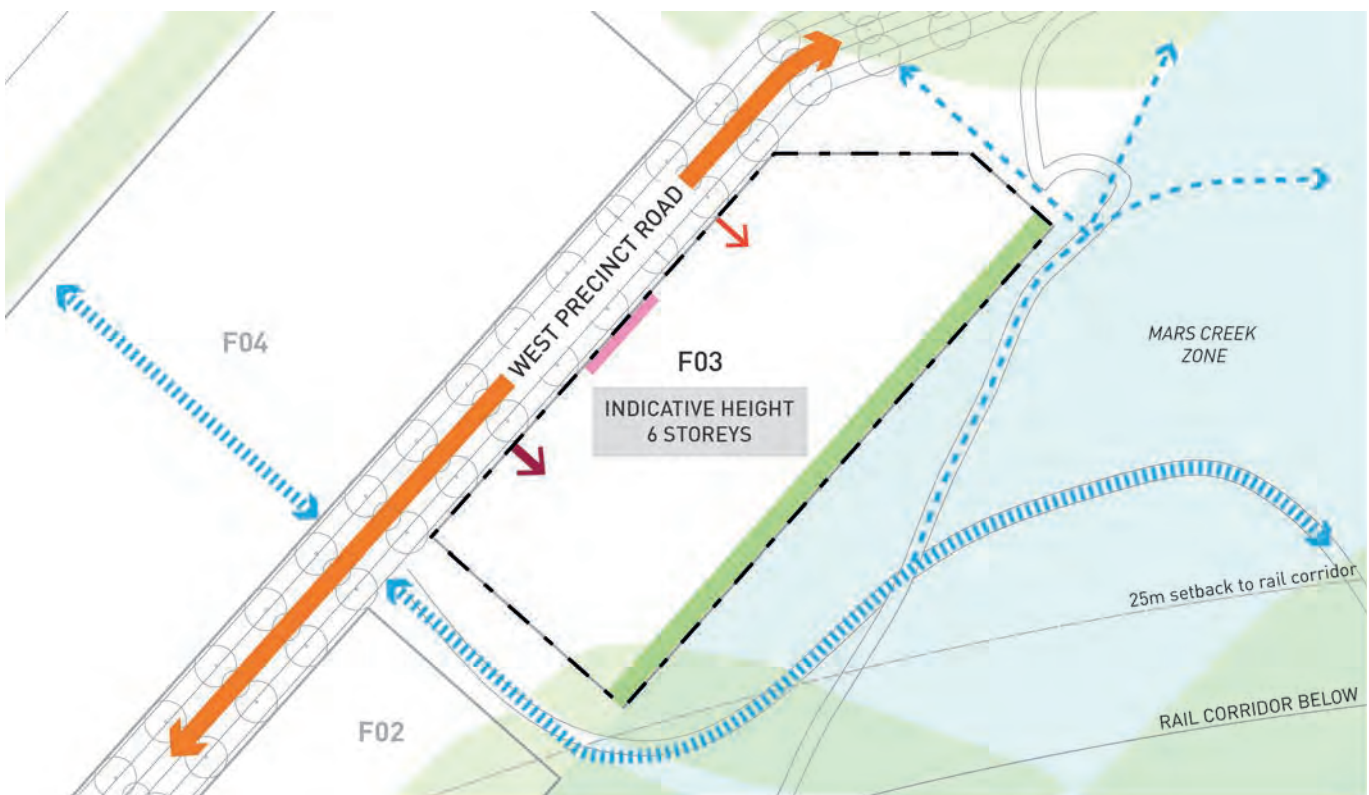 WEST PRECINCT ROAD
F04
F03
INDICATIVE HEIGHT
6 STOREYS
MARS CREEK
ZONE
25m setback to rail corridor
RAIL CORRIDOR BELOW
F02